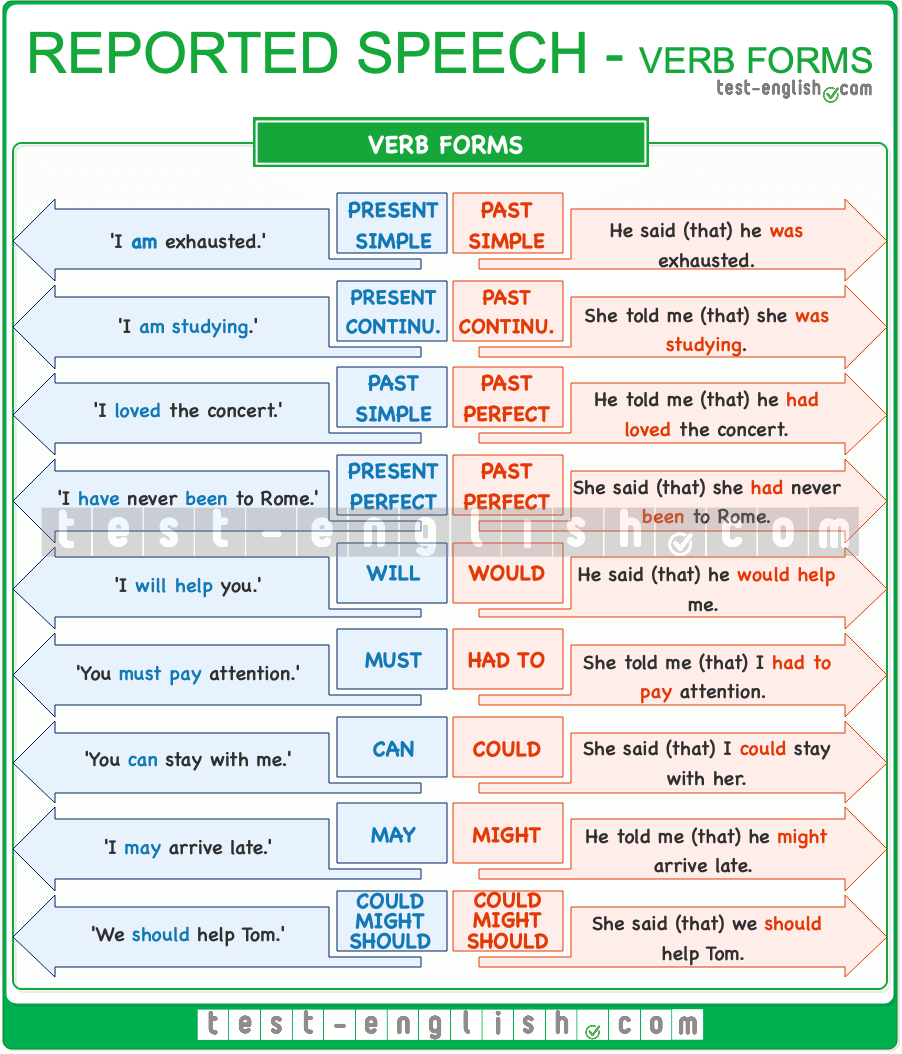 REPORTED SPEECH - VERB FORMS
test-english.com
VERB FORMS
'I am exhausted.'
PRESENT
SIMPLE
PAST
SIMPLE
He said (that) he was
exhausted.
'I am studying.'
PRESENT
CONTINU.
PAST
CONTINU.
She told me (that) she was
studying.
'I loved the concert.'
PAST
SIMPLE
PAST
PERFECT
He told me (that) he had
loved the concert.
'I have never been to Rome.'
PRESENT
PERFECT
PAST
PERFECT
She said (that) she had never
been to Rome.
test-english.com
'I will help you.'
WILL
WOULD
He said (that) he would help
me.
'You must pay attention.'
MUST
HAD TO
She told me (that) I had to
pay attention.
'You can stay with me.'
CAN
COULD
She said (that) I could stay
with her.
'I may arrive late.'
MAY
MIGHT
He told me (that) he might
arrive late.
'We should help Tom.'
COULD
MIGHT
SHOULD
COULD
MIGHT
SHOULD
She said (that) we should
help Tom.
test-english.com